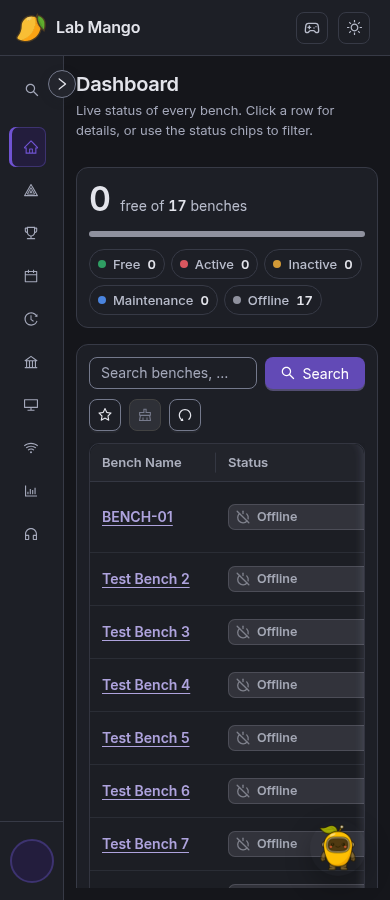 Lab Mango
Dashboard
Live status of every bench. Click a row for
details, or use the status chips to filter.
0 free of 17 benches
Free 0
Active 0
Inactive 0
Maintenance 0
Offline 17
Search benches, ...
Search
Bench Name
Status
BENCH-01
Offline
Test Bench 2
Offline
Test Bench 3
Offline
Test Bench 4
Offline
Test Bench 5
Offline
Test Bench 6
Offline
Test Bench 7
Offline